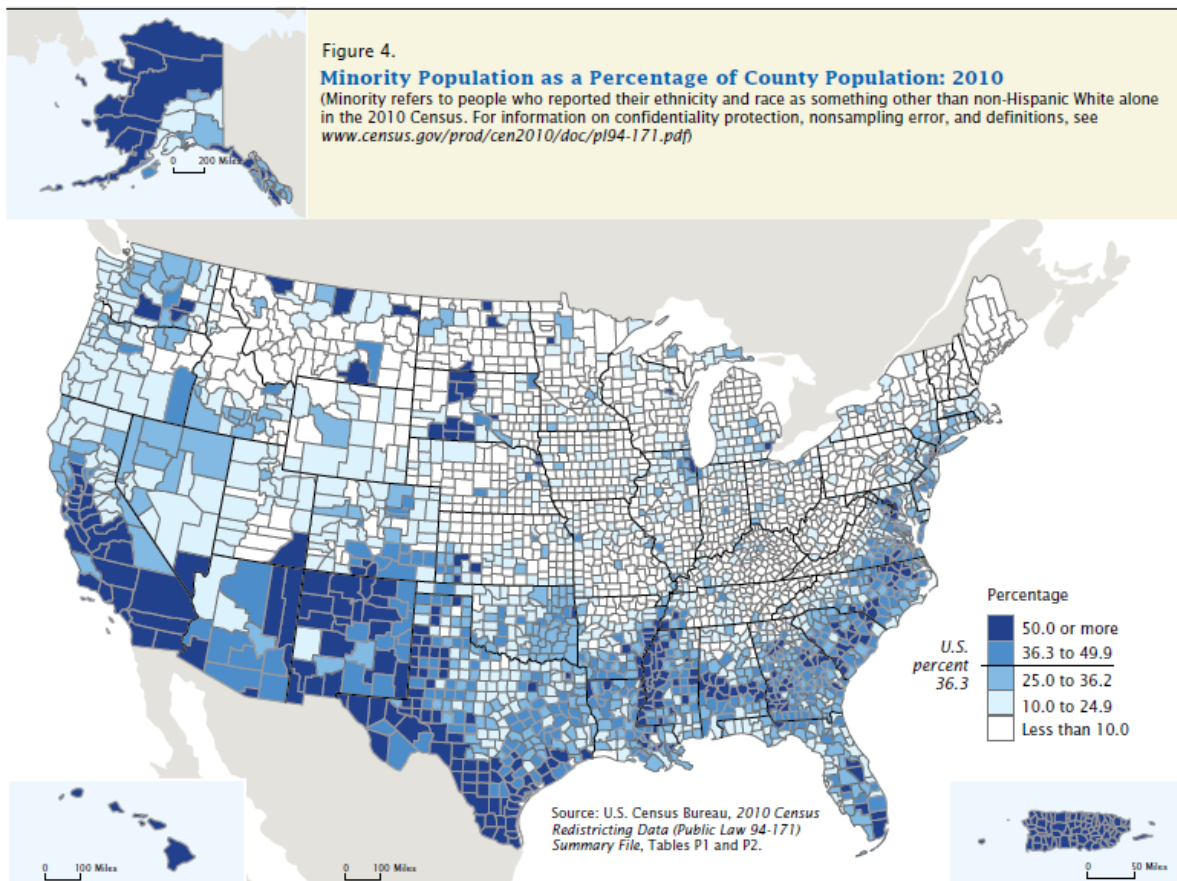 Figure 4.
Minority Population as a Percentage of County Population: 2010
(Minority refers to people who reported their ethnicity and race as something other than non-Hispanic White alone
in the 2010 Census. For information on confidentiality protection, nonsampling error, and definitions, see
www.census.gov/prod/cen2010/doc/pl94-171.pdf)
0 200 Miles
Percentage
50.0 or more
36.3 to 49.9
25.0 to 36.2
10.0 to 24.9
Less than 10.0
U.S.
percent
36.3
Source: U.S. Census Bureau, 2010 Census
Redistricting Data (Public Law 94-171)
Summary File, Tables P1 and P2.
0 100 Miles
0 100 Miles
0 50 Miles